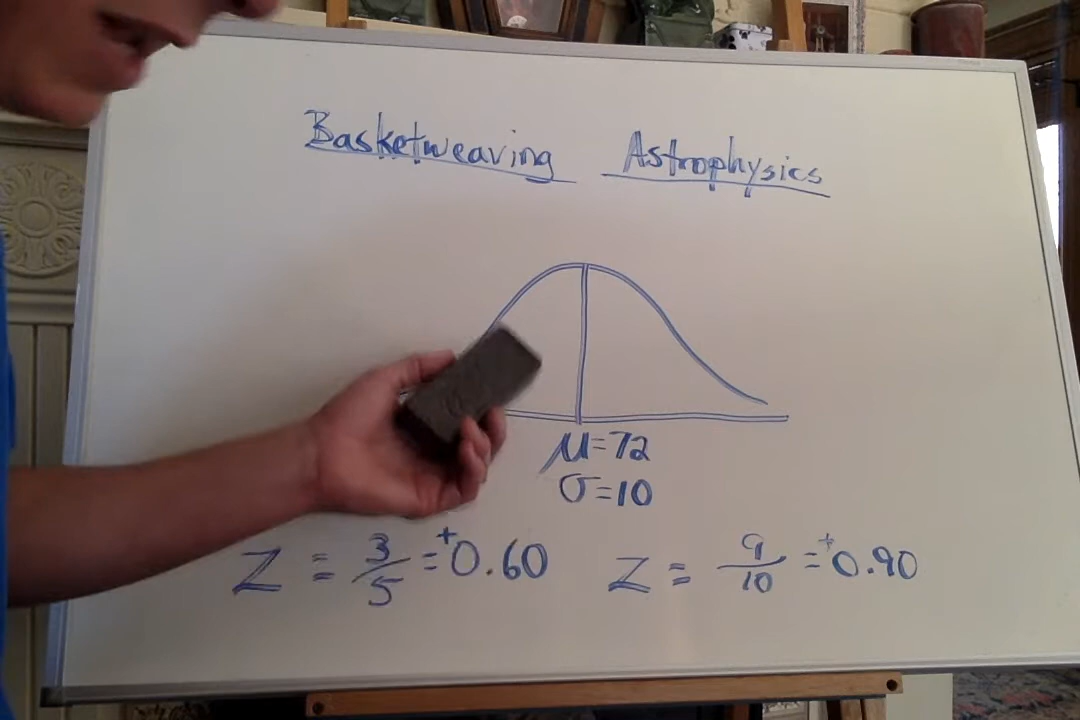 Basketweaving Astrophysics
μ=72
σ=10
Z = 3/5 = +0.60 Z = 9/10 = +0.90